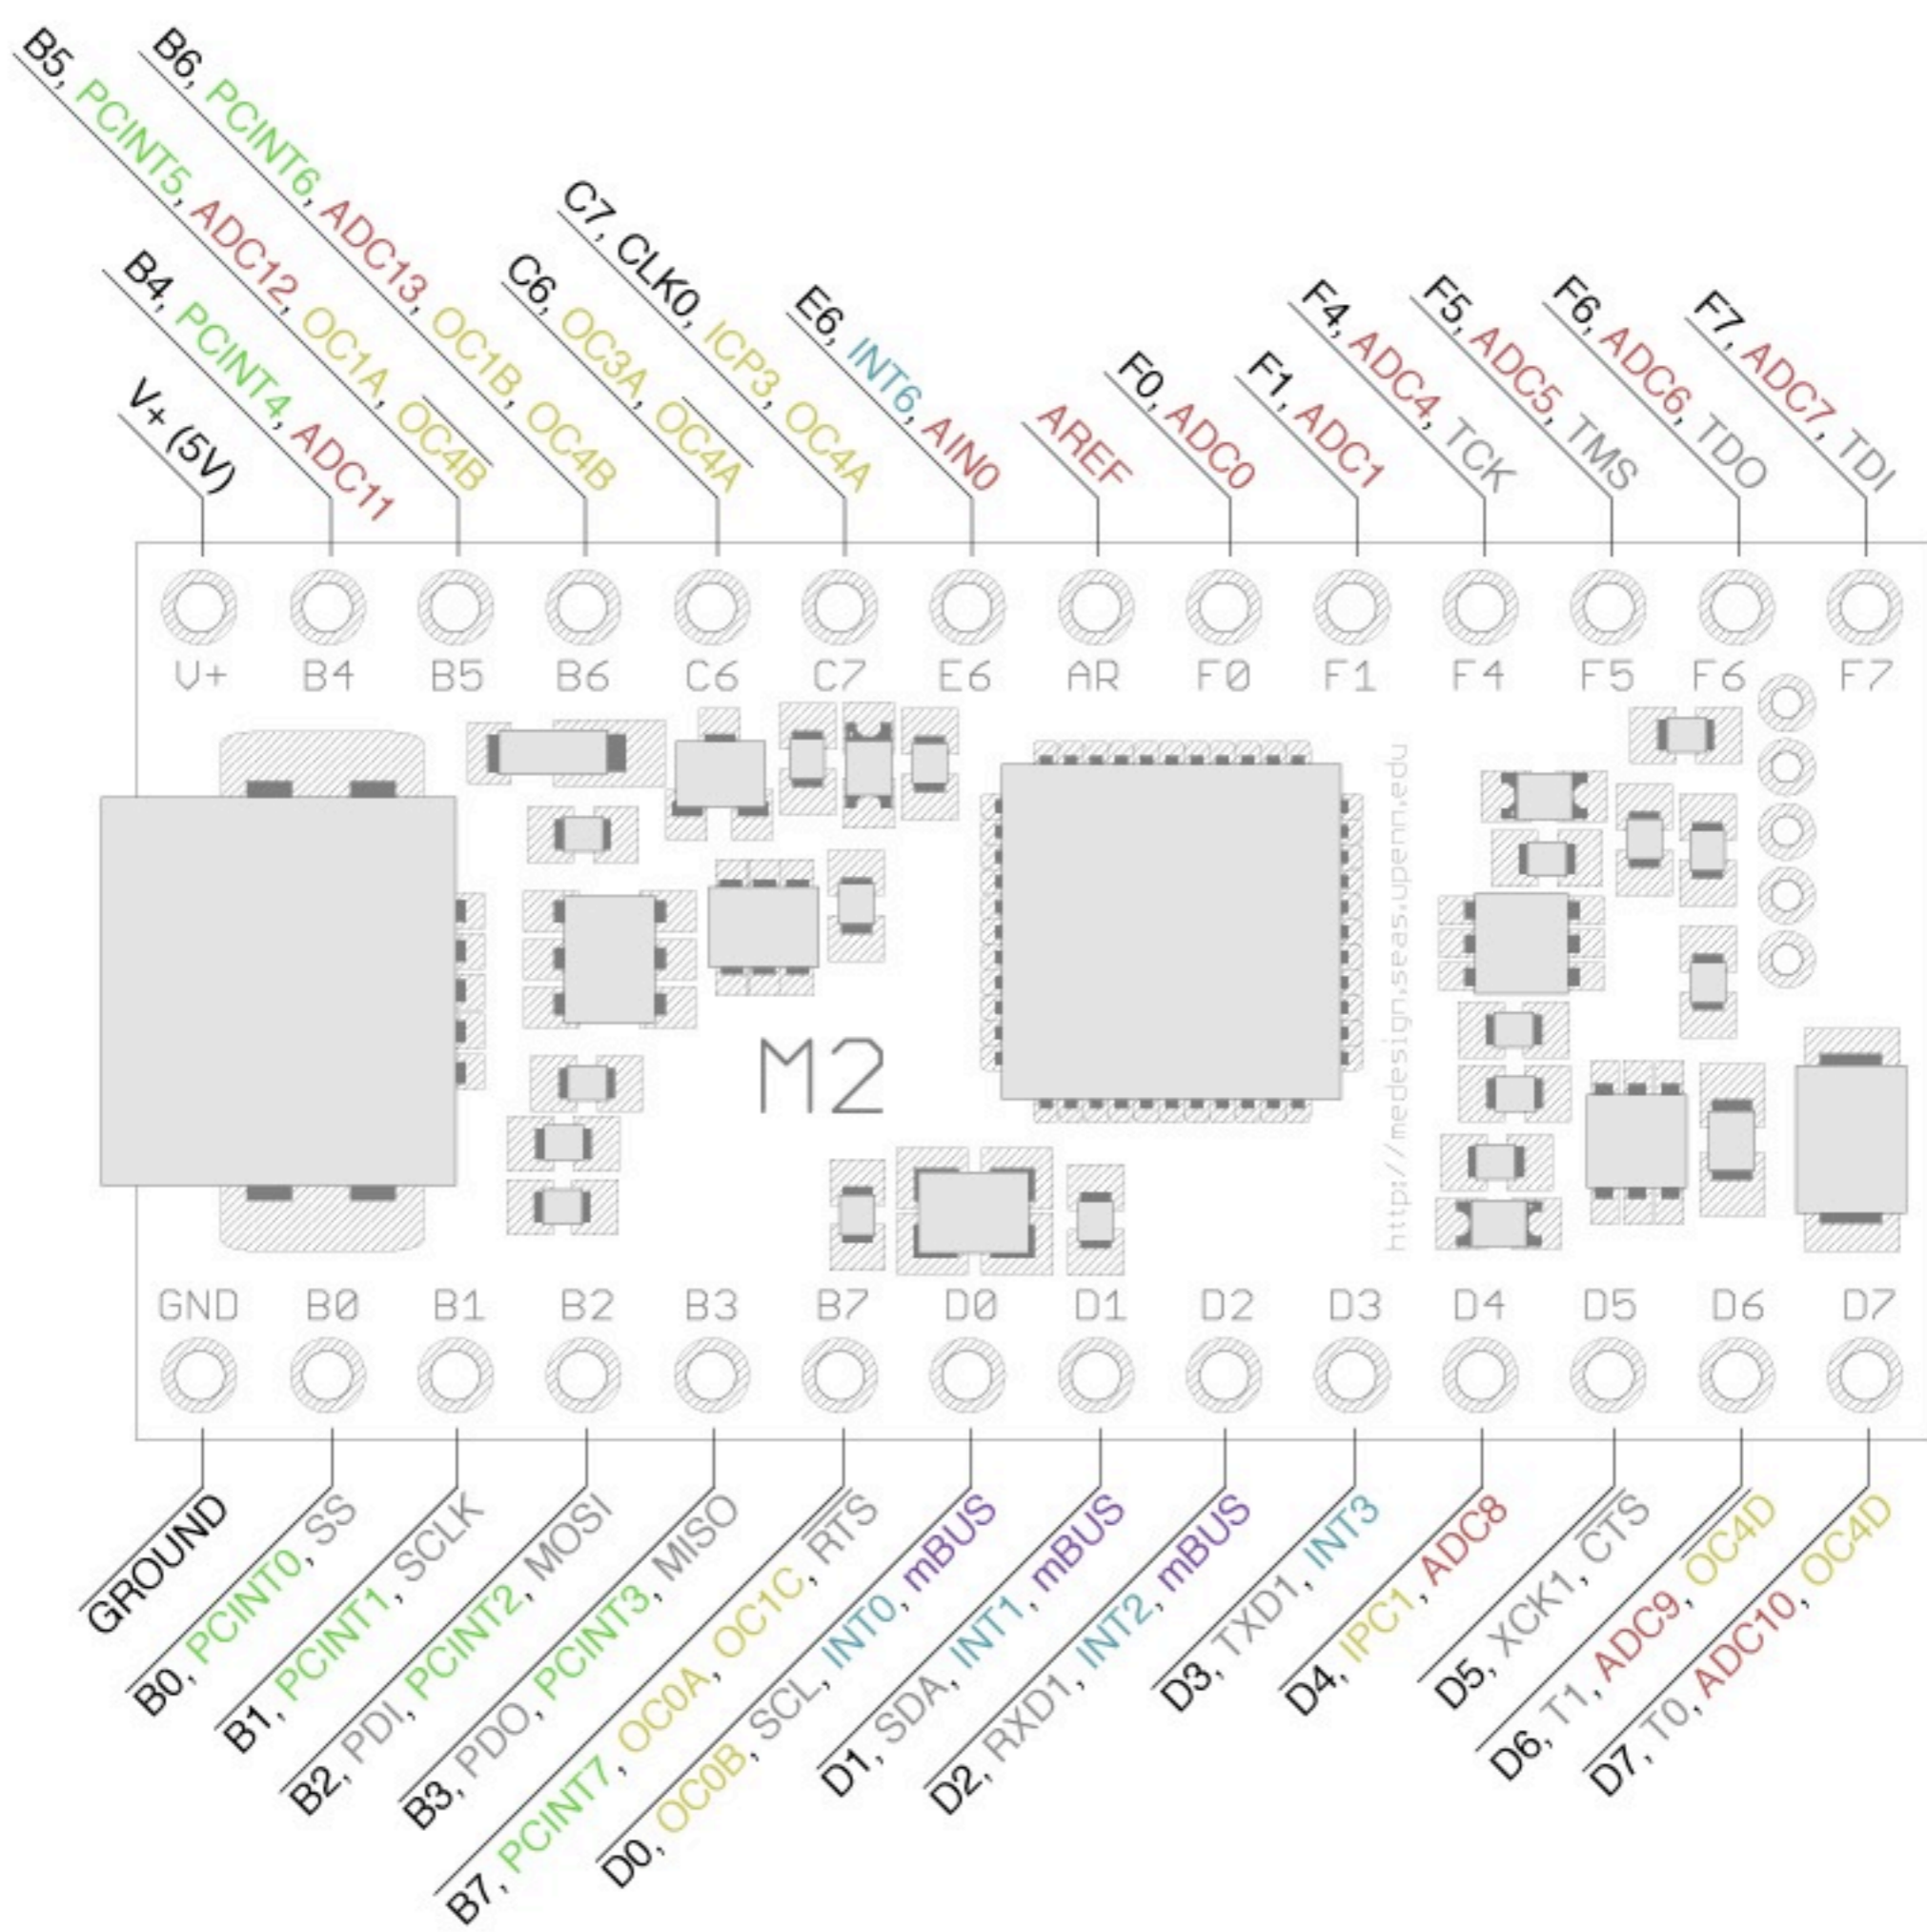 V+ (5V)
B4, PCINT4, ADC11
B5, PCINT5, ADC12, OC1A, OC4B
B6, PCINT6, ADC13, OC1B, OC4B
C6, OC3A, OC4A
C7, CLK0, ICP3, OC4A
E6, INT6, AIN0
AREF
F0, ADC0
F1, ADC1
F4, ADC4, TCK
F5, ADC5, TMS
F6, ADC6, TDO
F7, ADC7, TDI
V+ B4 B5 B6 C6 C7 E6 AR F0 F1 F4 F5 F6 F7
M2
http://medesign.seas.upenn.edu
GND B0 B1 B2 B3 B7 D0 D1 D2 D3 D4 D5 D6 D7
GROUND
B0, PCINT0, SS
B1, PCINT1, SCLK
B2, PDI, PCINT2, MOSI
B3, PDO, PCINT3, MISO
B7, PCINT7, OC0A, OC1C, RTS
D0, OC0B, SCL, INT0, mBUS
D1, SDA, INT1, mBUS
D2, RXD1, INT2, mBUS
D3, TXD1, INT3
D4, IPC1, ADC8
D5, XCK1, CTS
D6, T1, ADC9, OC4D
D7, T0, ADC10, OC4D